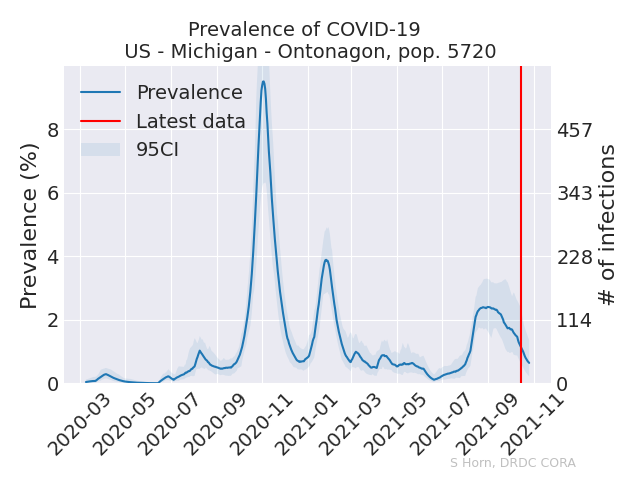 Prevalence of COVID-19
US - Michigan - Ontonagon, pop. 5720
Prevalence
Latest data
95CI
Prevalence (%)
8
6
4
2
0
457
343
228
114
0
# of infections
2020-03
2020-05
2020-07
2020-09
2020-11
2021-01
2021-03
2021-05
2021-07
2021-09
2021-11
S Horn, DRDC CORA